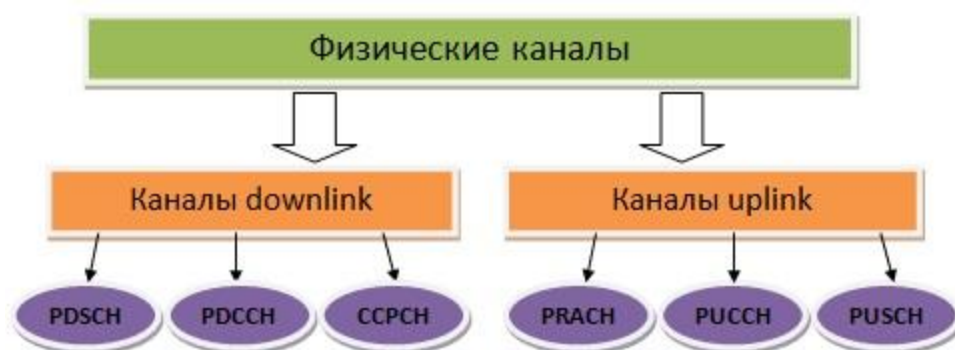 Физические каналы
Каналы downlink
Каналы uplink
PDSCH
PDCCH
CCPCH
PRACH
PUCCH
PUSCH